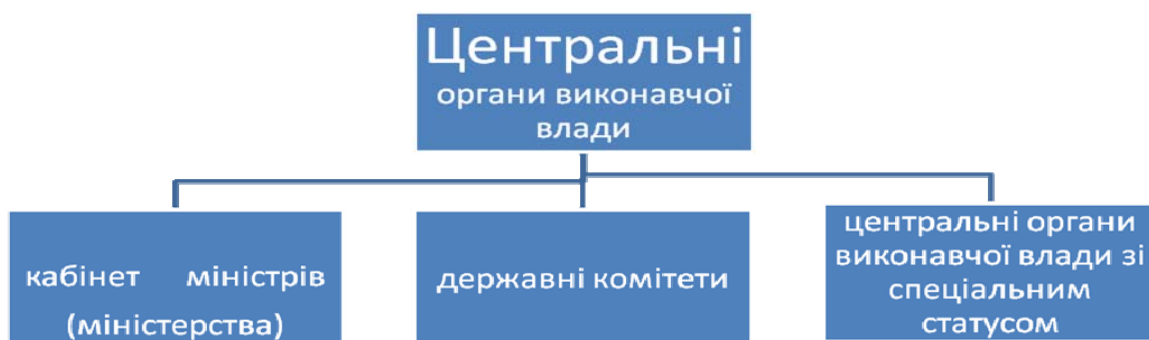 Центральні
органи виконавчої
влади
кабінет міністрів
(міністерства)
державні комітети
центральні органи
виконавчої влади зі
спеціальним
статусом